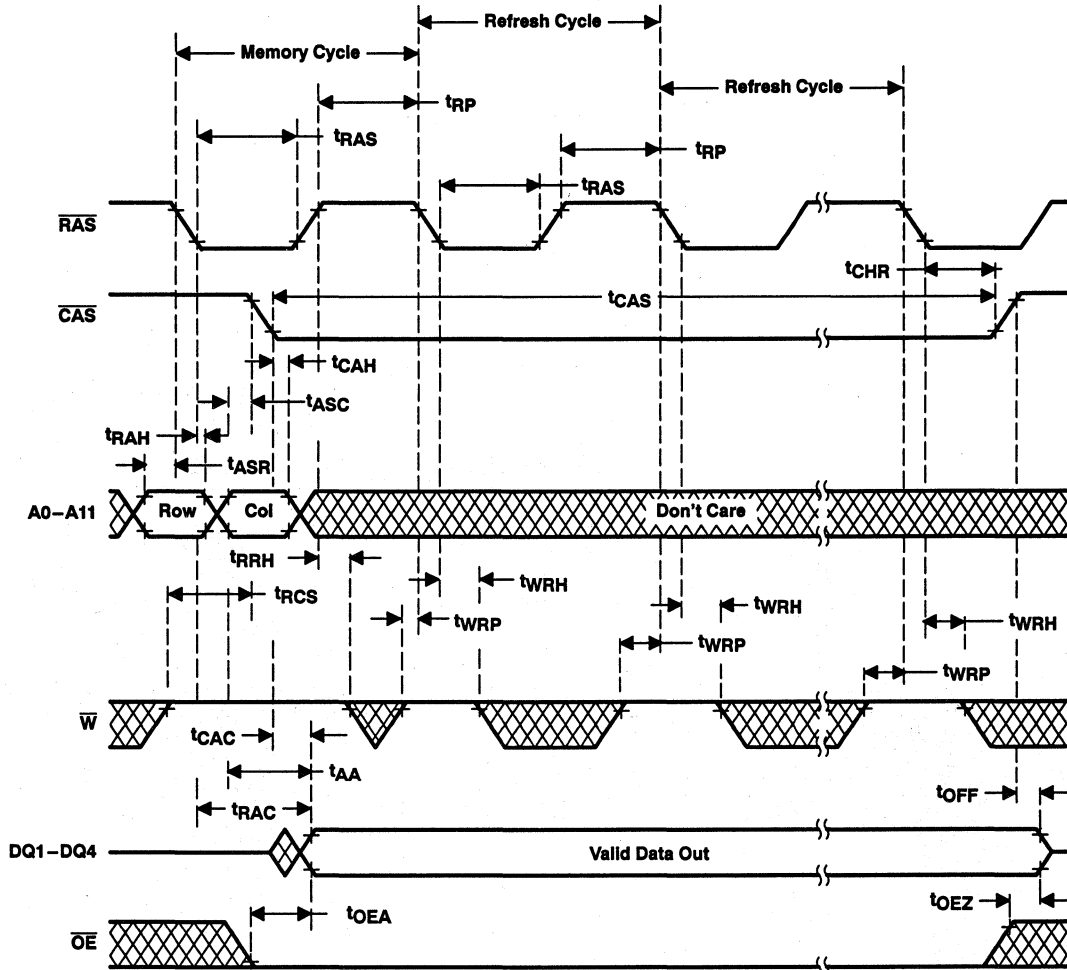 Refresh Cycle
Memory Cycle
Refresh Cycle
tRP
tRAS
tRP
tRAS
RAS
tCHR
tCAS
CAS
tCAH
tASC
tRAH
tASR
A0–A11
Row
Col
Don't Care
tRRH
tWRH
tRCS
tWRH
tWRP
tWRH
tWRP
tWRP
W
tCAC
tAA
tOFF
tRAC
DQ1–DQ4
Valid Data Out
tOEZ
tOEA
OE